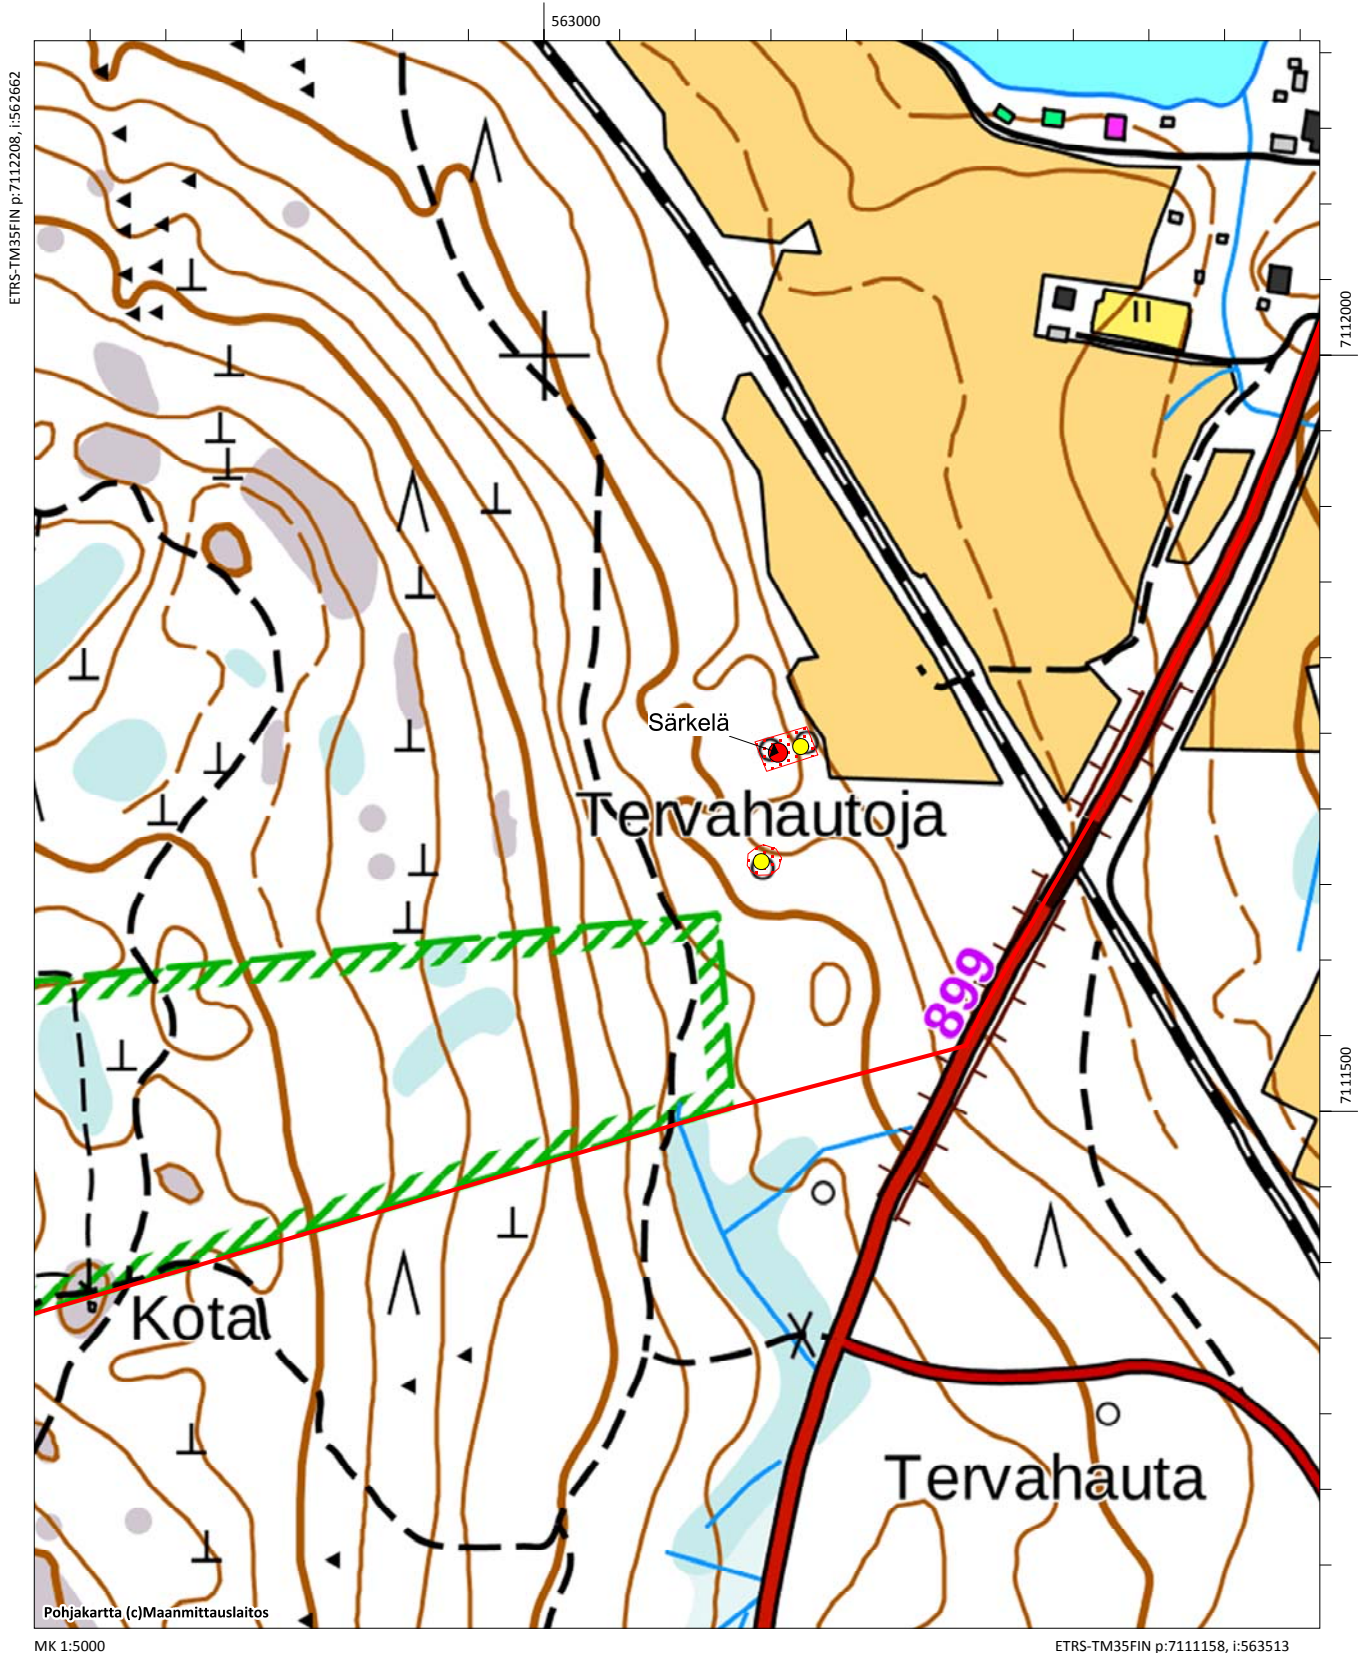 563000
ETRS-TM35FIN p:7112208, i:562662
7112000
Särkelä
Tervahautoja
899
7111500
Kota
Tervahauta
Pohjakartta (c)Maanmittauslaitos
MK 1:5000
ETRS-TM35FIN p:7111158, i:563513